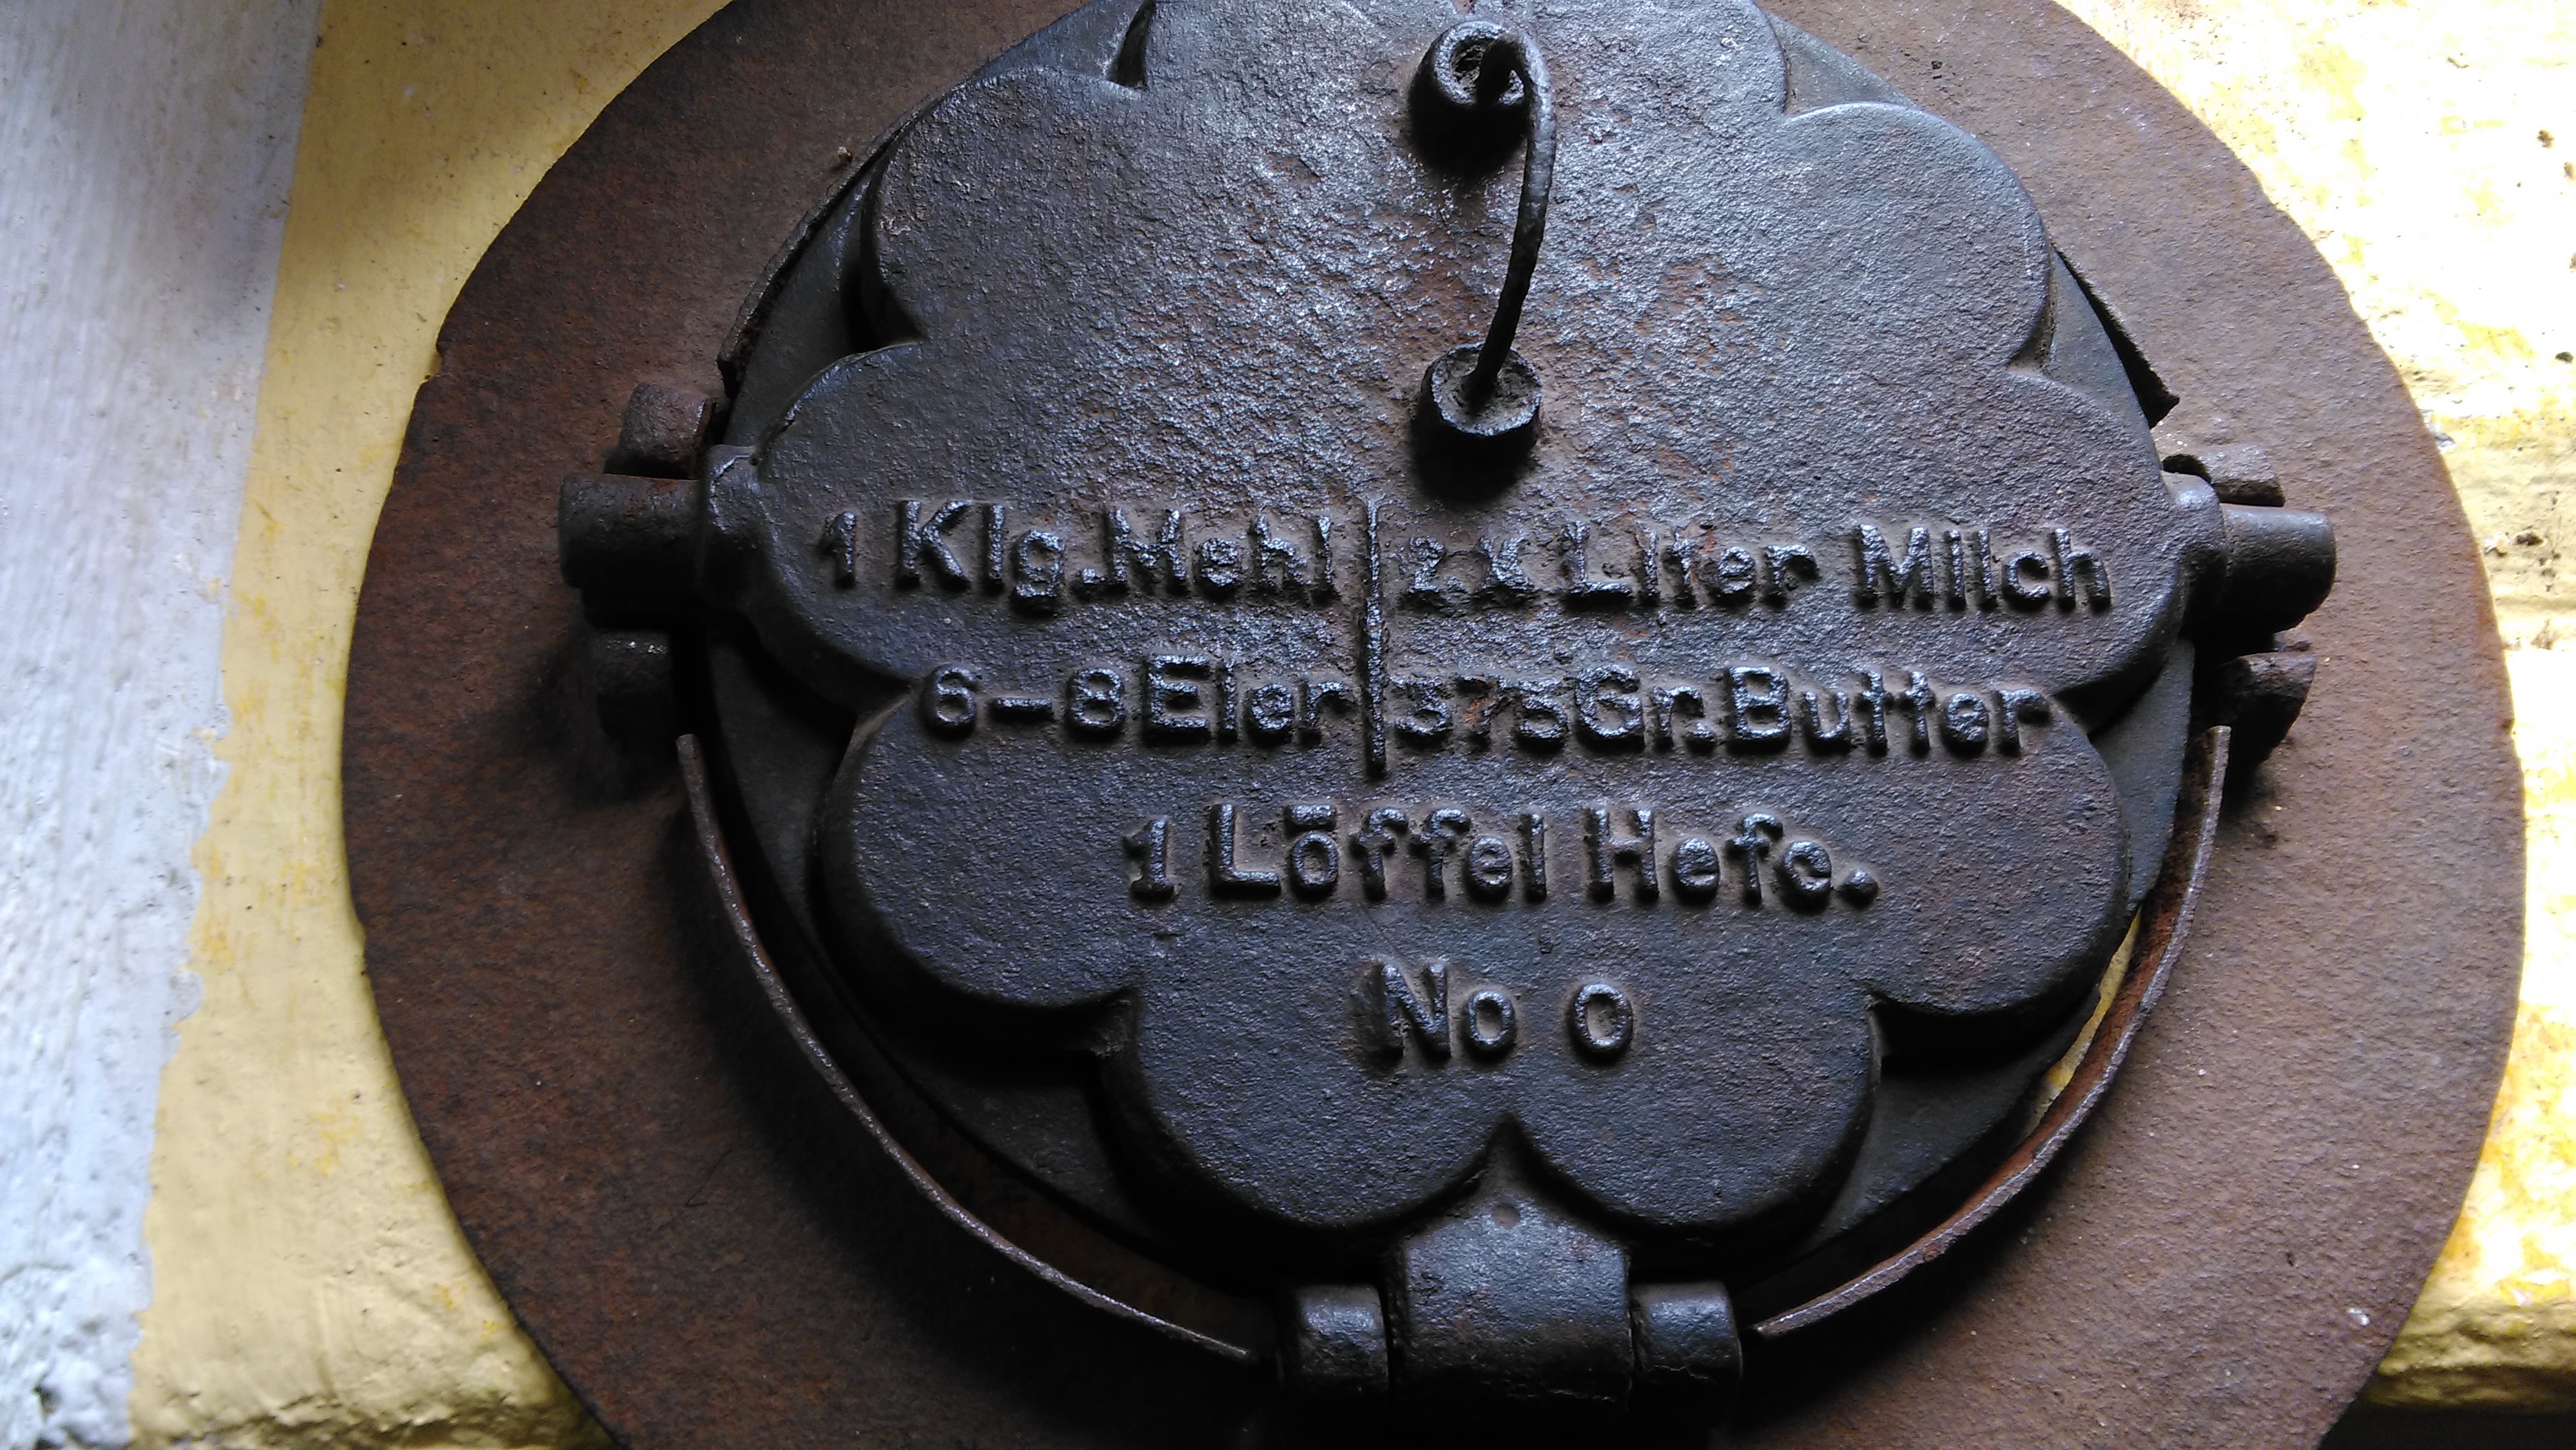 1 Klg. Mehl | Liter Milch
6-8 Eier | 375 Gr. Butter
1 Löffel Hefe.
No 0